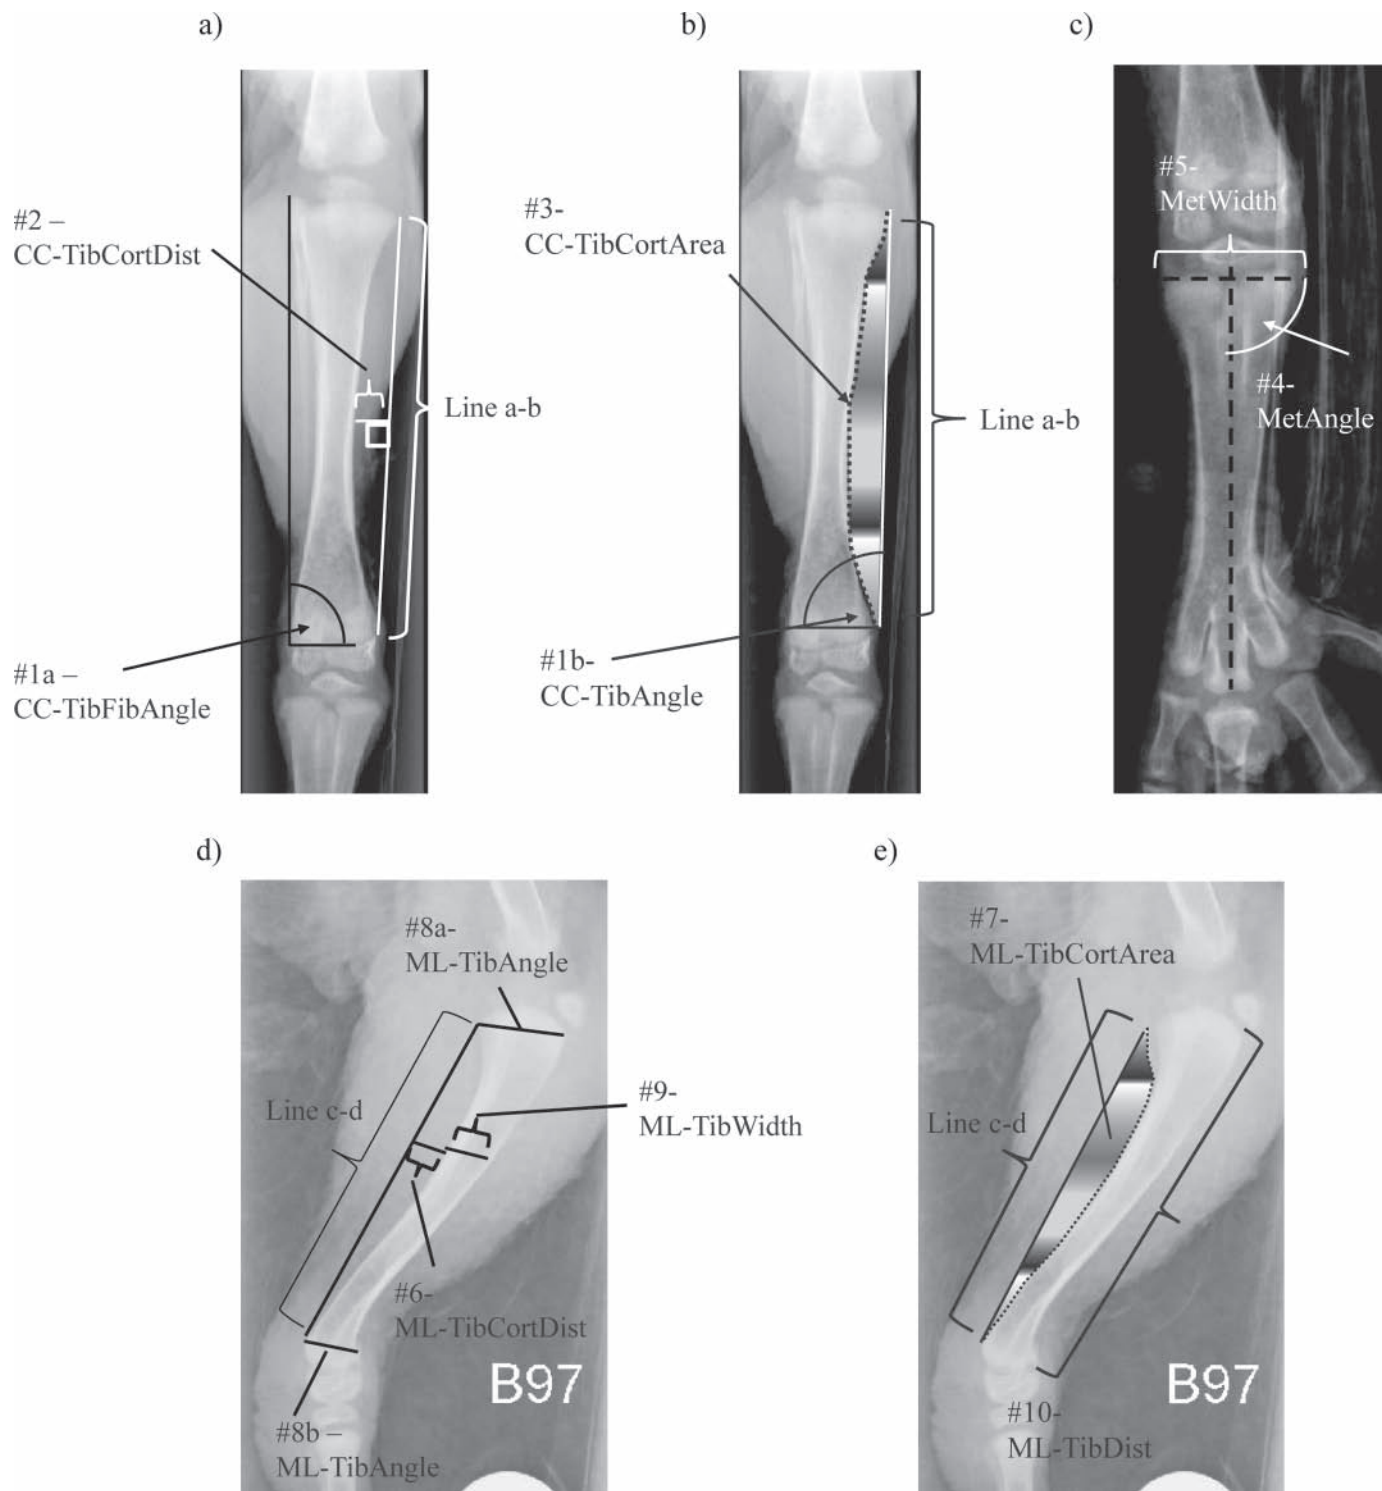 a)
b)
c)
#2 –
CC-TibCortDist
Line a-b
#1a –
CC-TibFibAngle
#3-
CC-TibCortArea
Line a-b
#1b-
CC-TibAngle
#5-
MetWidth
#4-
MetAngle
d)
e)
#8a-
ML-TibAngle
Line c-d
#9-
ML-TibWidth
#6-
ML-TibCortDist
B97
#8b –
ML-TibAngle
#7-
ML-TibCortArea
Line c-d
B97
#10-
ML-TibDist